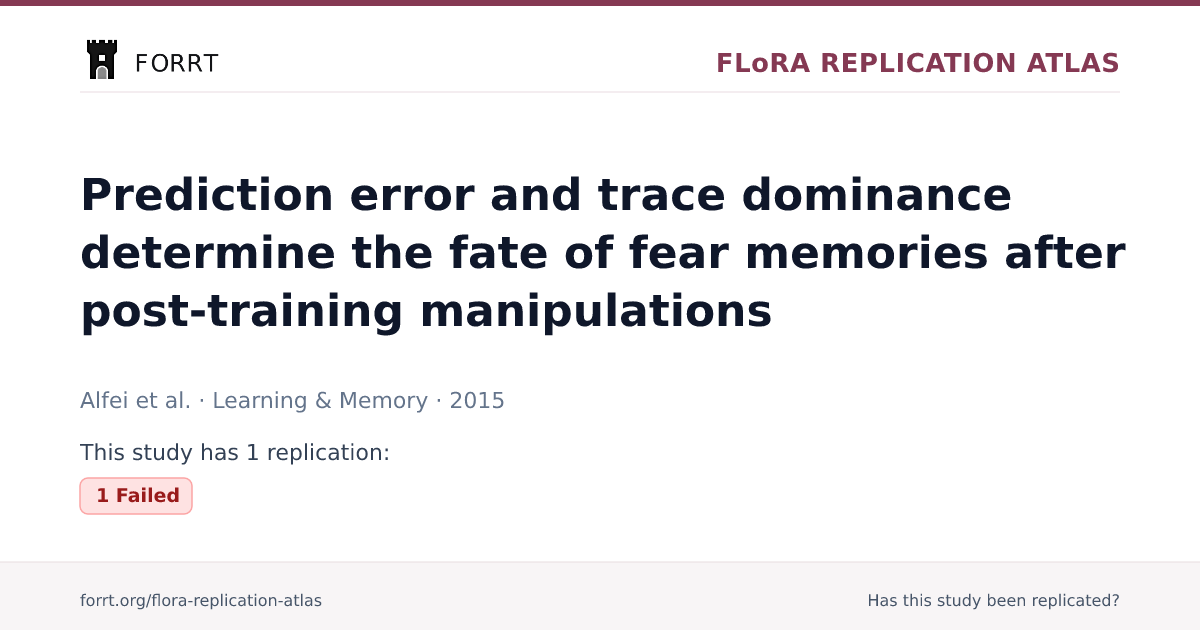 FORRT
FLoRA REPLICATION ATLAS
Prediction error and trace dominance
determine the fate of fear memories after
post-training manipulations
Alfei et al. · Learning & Memory · 2015
This study has 1 replication:
1 Failed
forrt.org/flora-replication-atlas
Has this study been replicated?